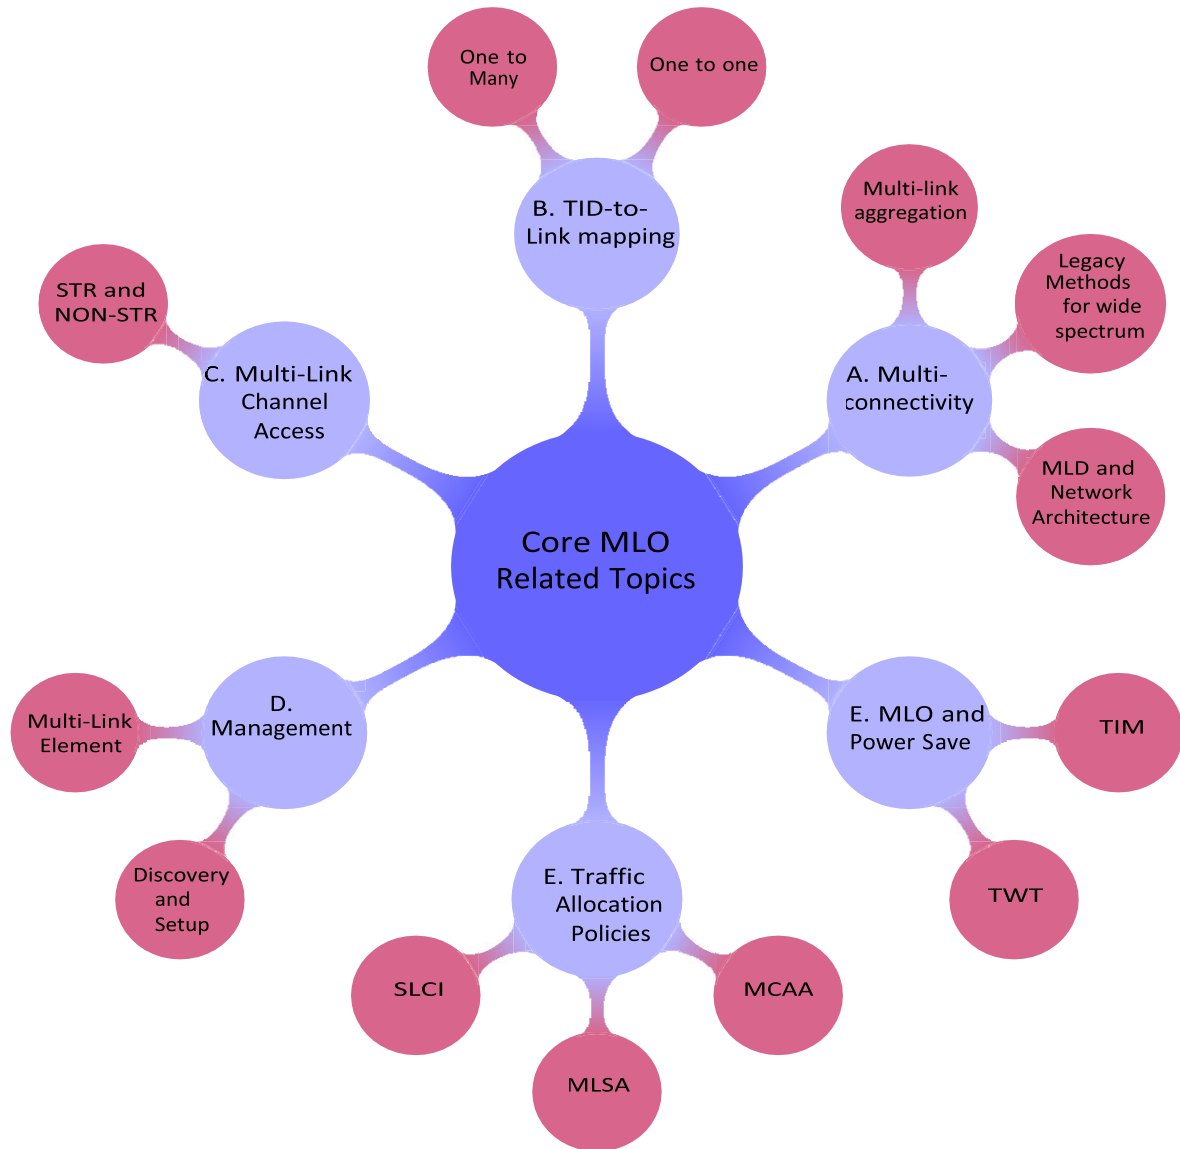 One to
Many
One to one
B. TID-to-
Link mapping
Multi-link
aggregation
Legacy
Methods
for wide
spectrum
A. Multi-
connectivity
MLD and
Network
Architecture
STR and
NON-STR
C. Multi-Link
Channel
Access
Core MLO
Related Topics
D.
Management
Multi-Link
Element
Discovery
and
Setup
E. MLO and
Power Save
TIM
TWT
E. Traffic
Allocation
Policies
SLCI
MLSA
MCAA